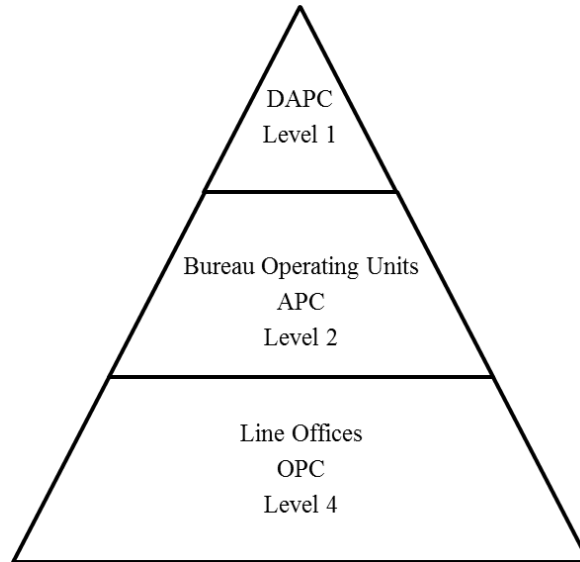 DAPC
Level 1
Bureau Operating Units
APC
Level 2
Line Offices
OPC
Level 4